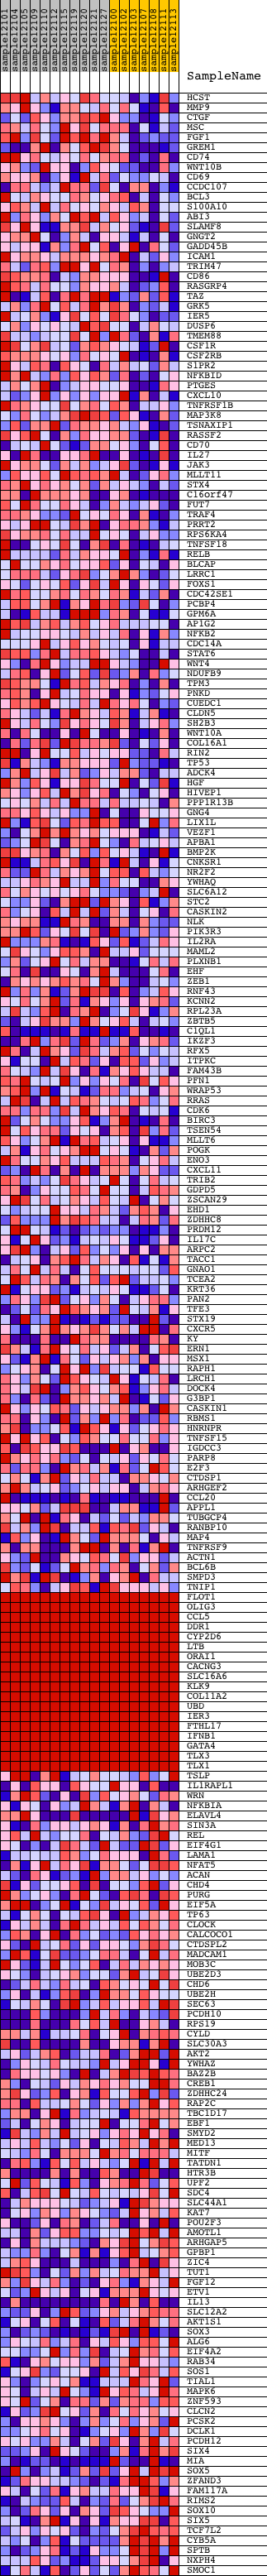 sample12101
sample12104
sample12105
sample12109
sample12110
sample12112
sample12115
sample12119
sample12120
sample12121
sample12127
sample12100
sample12102
sample12103
sample12107
sample12108
sample12111
sample12113
SampleName
HCST
MMP9
CTGF
MSC
FGF1
GREM1
CD74
WNT10B
CD69
CCDC107
BCL3
S100A10
ABI3
SLAMF8
GNGT2
GADD45B
ICAM1
TRIM47
CD86
RASGRP4
TAZ
GRK5
IER5
DUSP6
TMEM88
CSF1R
CSF2RB
S1PR2
NFKBID
PTGES
CXCL10
TNFRSF1B
MAP3K8
TSNAXIP1
RASSF2
CD70
IL27
JAK3
MLLT11
STX4
C16orf47
FUT7
TRAF4
PRRT2
RPS6KA4
TNFSF18
RELB
BLCAP
LRRC1
FOXS1
CDC42SE1
PCBP4
GPM6A
AP1G2
NFKB2
CDC14A
STAT6
WNT4
NDUFB9
TPM3
PNKD
CUEDC1
CLDN5
SH2B3
WNT10A
COL16A1
RIN2
TP53
ADCK4
HGF
HIVEP1
PPP1R13B
GNG4
LIX1L
VEZF1
APBA1
BMP2K
CNKSR1
NR2F2
YWHAQ
SLC6A12
STC2
CASKIN2
NLK
PIK3R3
IL2RA
MAML2
PLXNB1
EHF
ZEB1
RNF43
KCNN2
RPL23A
ZBTB5
C1QL1
IKZF3
RFX5
ITPKC
FAM43B
PFN1
WRAP53
RRAS
CDK6
BIRC3
TSEN54
MLLT6
POGK
ENO3
CXCL11
TRIB2
GDPD5
ZSCAN29
EHD1
ZDHHC8
PRDM12
IL17C
ARPC2
TACC1
GNAO1
TCEA2
KRT36
PAN2
TFE3
STX19
CXCR5
KY
ERN1
MSX1
RAPH1
LRCH1
DOCK4
G3BP1
CASKIN1
RBMS1
HNRNPR
TNFSF15
IGDCC3
PARP8
E2F3
CTDSP1
ARHGEF2
CCL20
APPL1
TUBGCP4
RANBP10
MAP4
TNFRSF9
ACTN1
BCL6B
SMPD3
TNIP1
FLOT1
OLIG3
CCL5
DDR1
CYP2D6
LTB
ORAI1
CACNG3
SLC16A6
KLK9
COL11A2
UBD
IER3
FTHL17
IFNB1
GATA4
TLX3
TLX1
TSLP
IL1RAPL1
WRN
NFKBIA
ELAVL4
SIN3A
REL
EIF4G1
LAMA1
NFAT5
ACAN
CHD4
PURG
EIF5A
TP63
CLOCK
CALCOCO1
CTDSPL2
MADCAM1
MOB3C
UBE2D3
CHD6
UBE2H
SEC63
PCDH10
RPS19
CYLD
SLC30A3
AKT2
YWHAZ
BAZ2B
CREB1
ZDHHC24
RAP2C
TBC1D17
EBF1
SMYD2
MED13
MITF
TATDN1
HTR3B
UPF2
SDC4
SLC44A1
KAT7
POU2F3
AMOTL1
ARHGAP5
GPBP1
ZIC4
TUT1
FGF12
ETV1
IL13
SLC12A2
AKT1S1
SOX3
ALG6
EIF4A2
RAB34
SOS1
TIAL1
MAPK6
ZNF593
CLCN2
PCSK2
DCLK1
PCDH12
SIX4
MIA
SOX5
ZFAND3
FAM117A
RIMS2
SOX10
SIX5
TCF7L2
CYB5A
SPTB
NXPH4
SMOC1